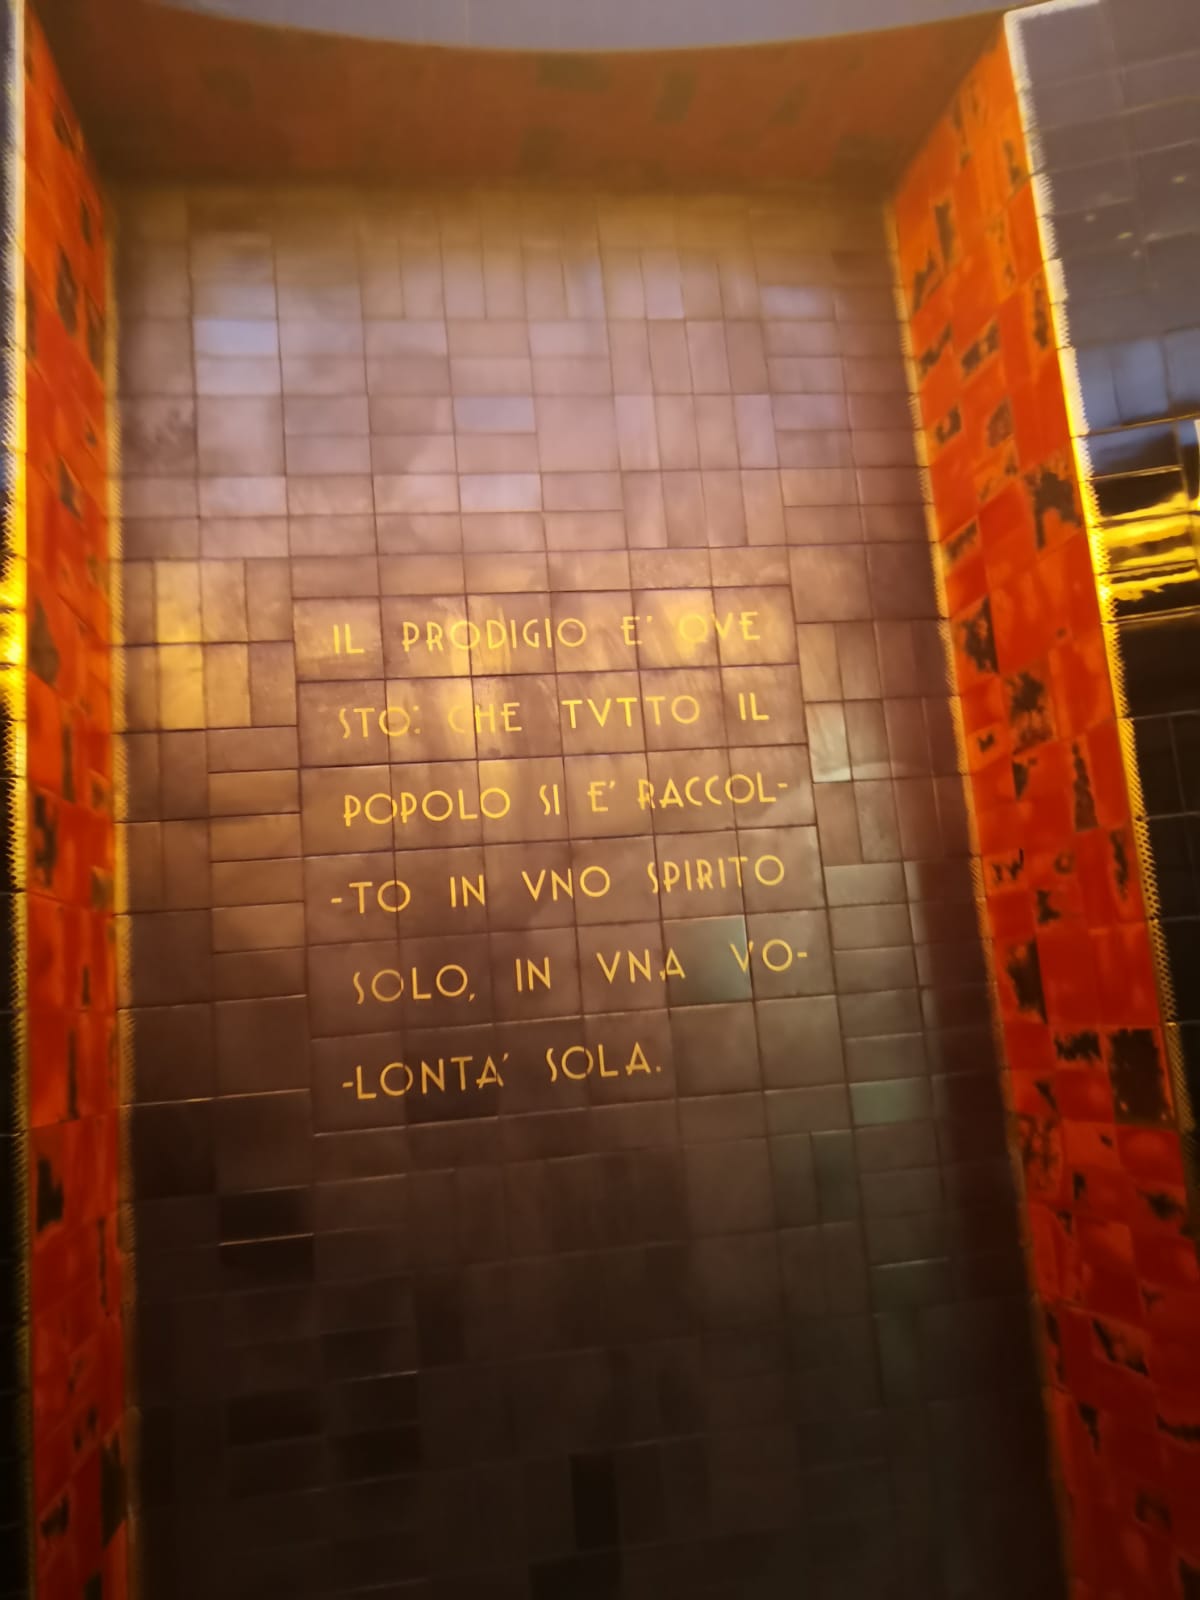 IL PRODIGIO E' QVE
STO: CHE TVTTO IL
POPOLO SI E' RACCOL-
-TO IN VNO SPIRITO
SOLO, IN VNA VO-
-LONTA' SOLA.